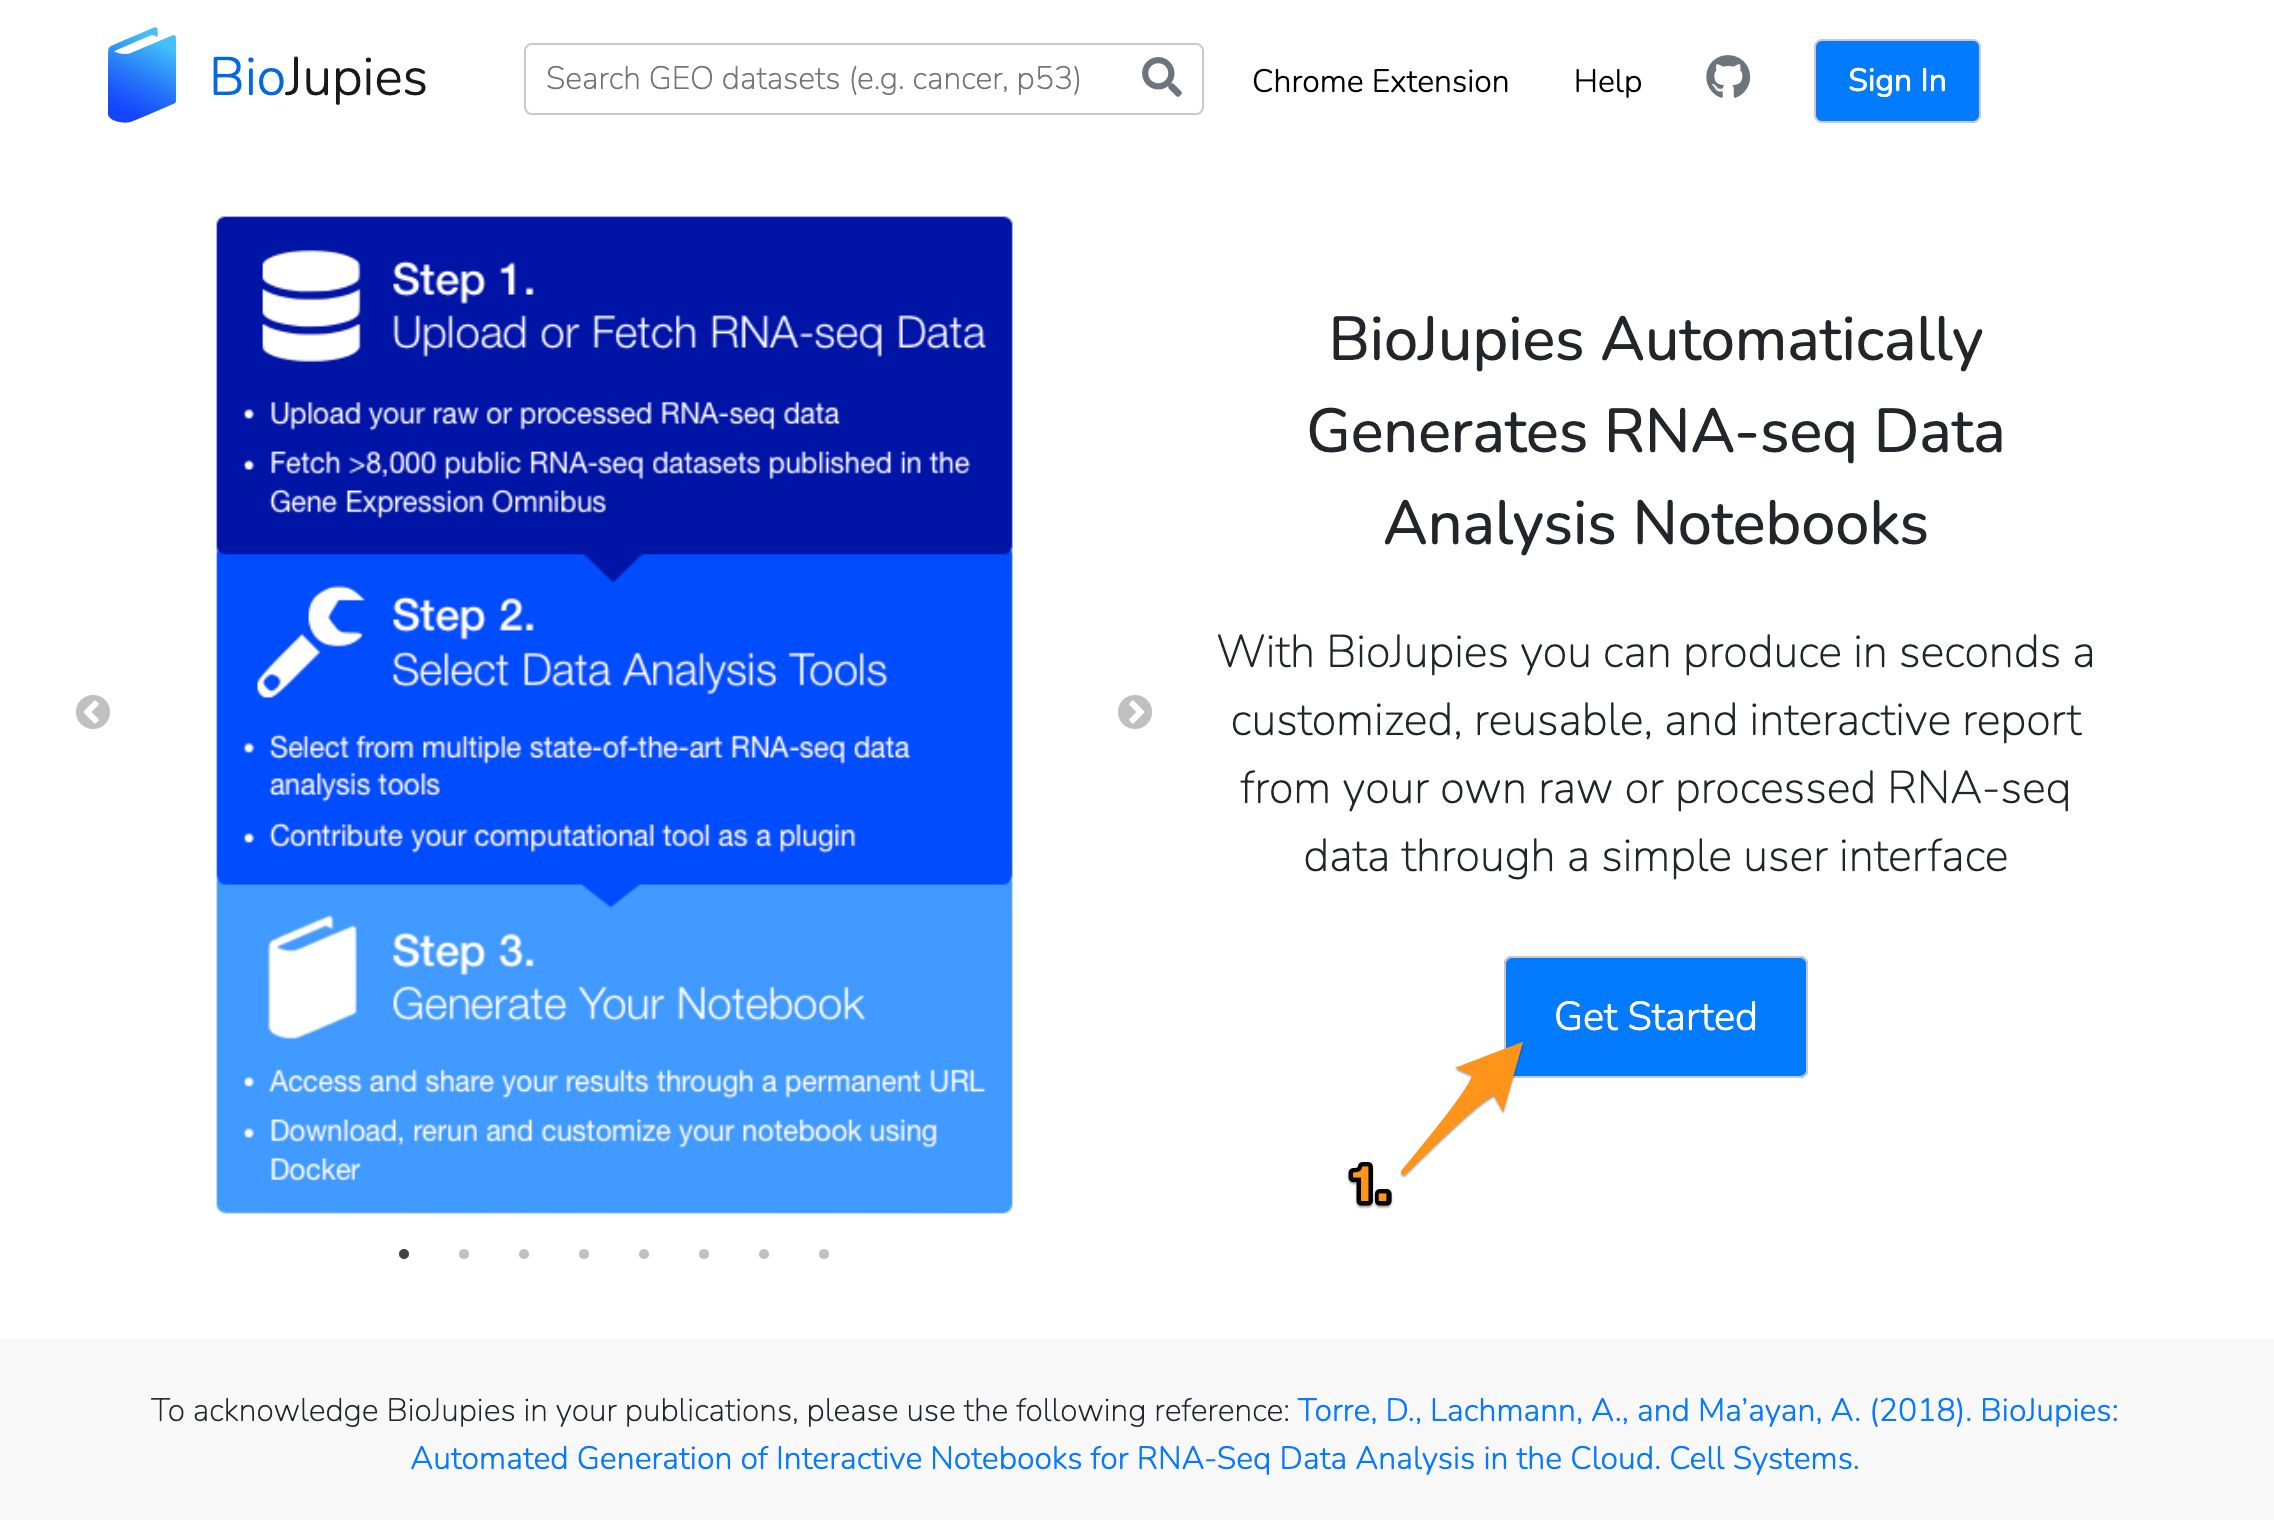 BioJupies
Search GEO datasets (e.g. cancer, p53)
Chrome Extension
Help
Sign In
Step 1.
Upload or Fetch RNA-seq Data
• Upload your raw or processed RNA-seq data
• Fetch >8,000 public RNA-seq datasets published in the
Gene Expression Omnibus
Step 2.
Select Data Analysis Tools
• Select from multiple state-of-the-art RNA-seq data
analysis tools
• Contribute your computational tool as a plugin
Step 3.
Generate Your Notebook
• Access and share your results through a permanent URL
• Download, rerun and customize your notebook using
Docker
BioJupies Automatically
Generates RNA-seq Data
Analysis Notebooks
With BioJupies you can produce in seconds a
customized, reusable, and interactive report
from your own raw or processed RNA-seq
data through a simple user interface
Get Started
1.
To acknowledge BioJupies in your publications, please use the following reference: Torre, D., Lachmann, A., and Ma’ayan, A. (2018). BioJupies:
Automated Generation of Interactive Notebooks for RNA-Seq Data Analysis in the Cloud. Cell Systems.